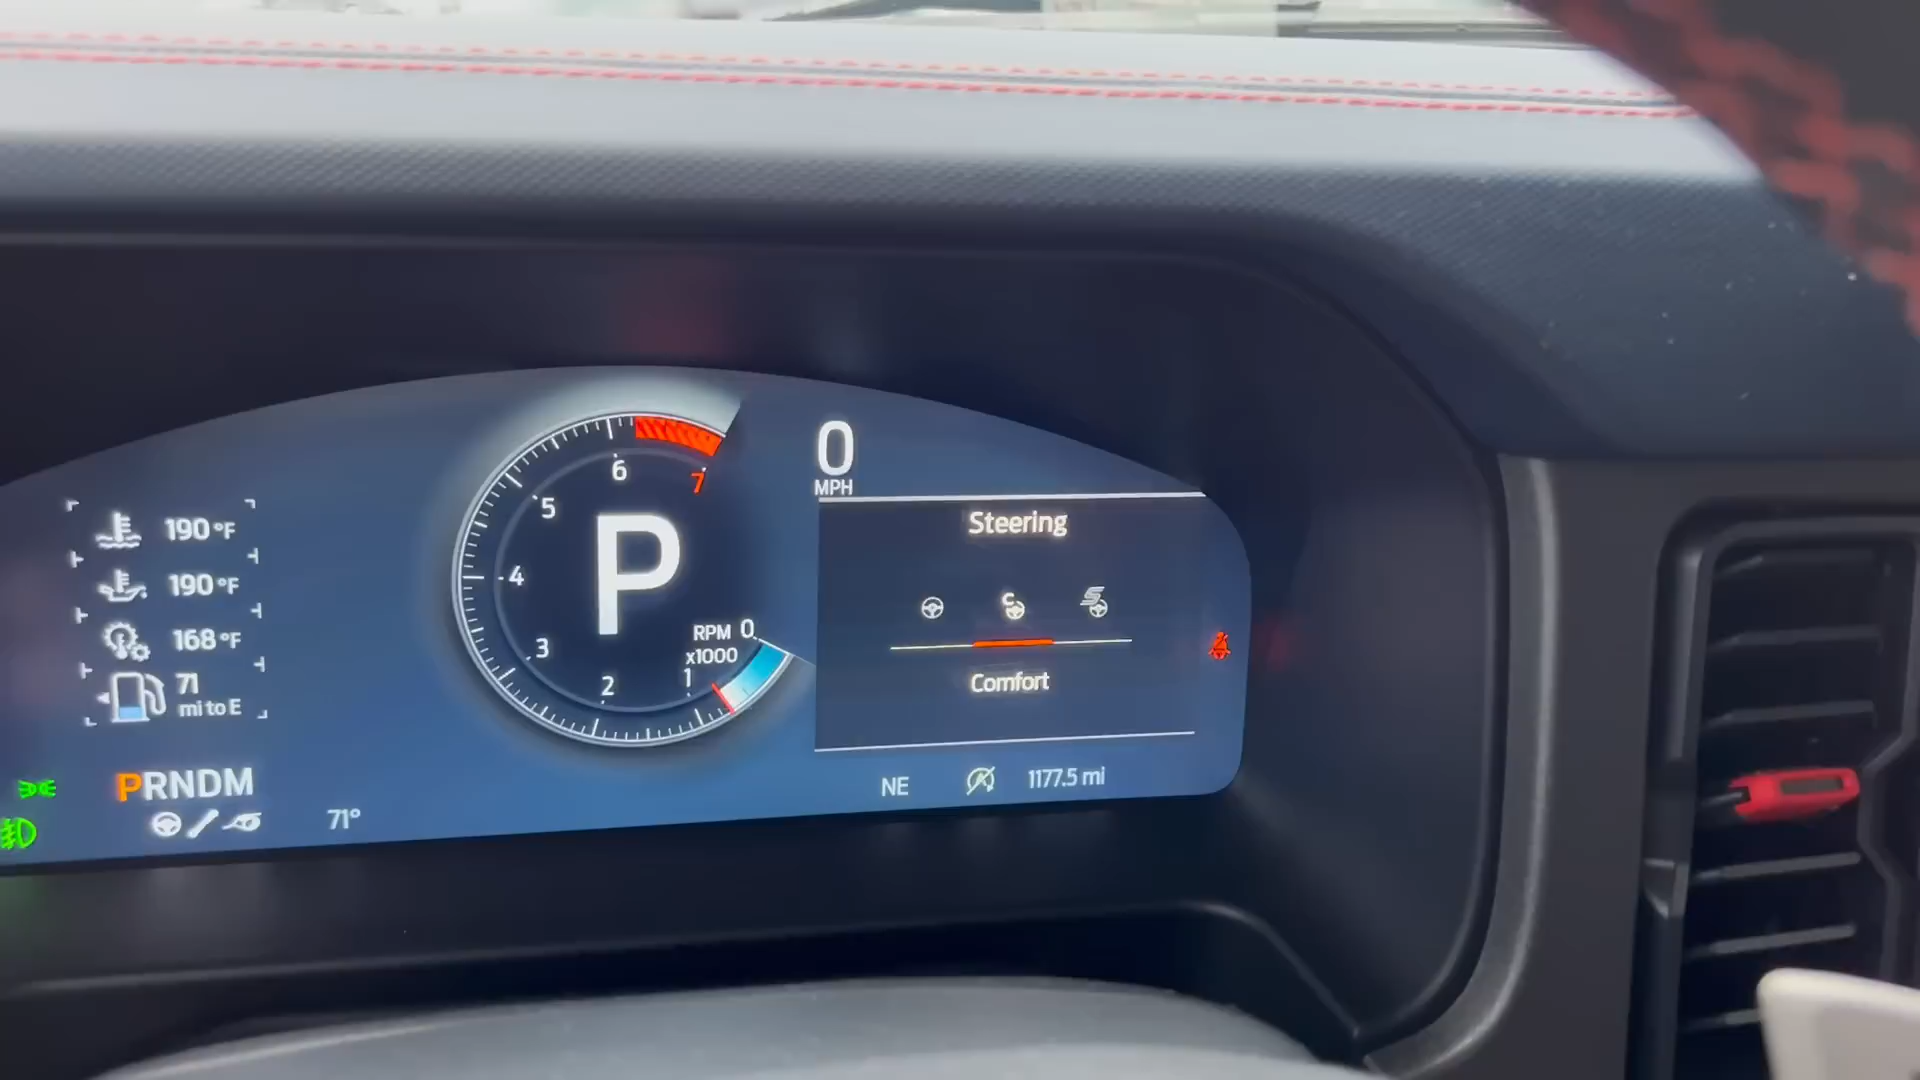 190°F
190°F
168°F
71
mi to E
PRNDM
71°
7
6
5
4
3
2
1
RPM 0
x1000
P
0
MPH
Steering
C
S
Comfort
NE
1177.5 mi